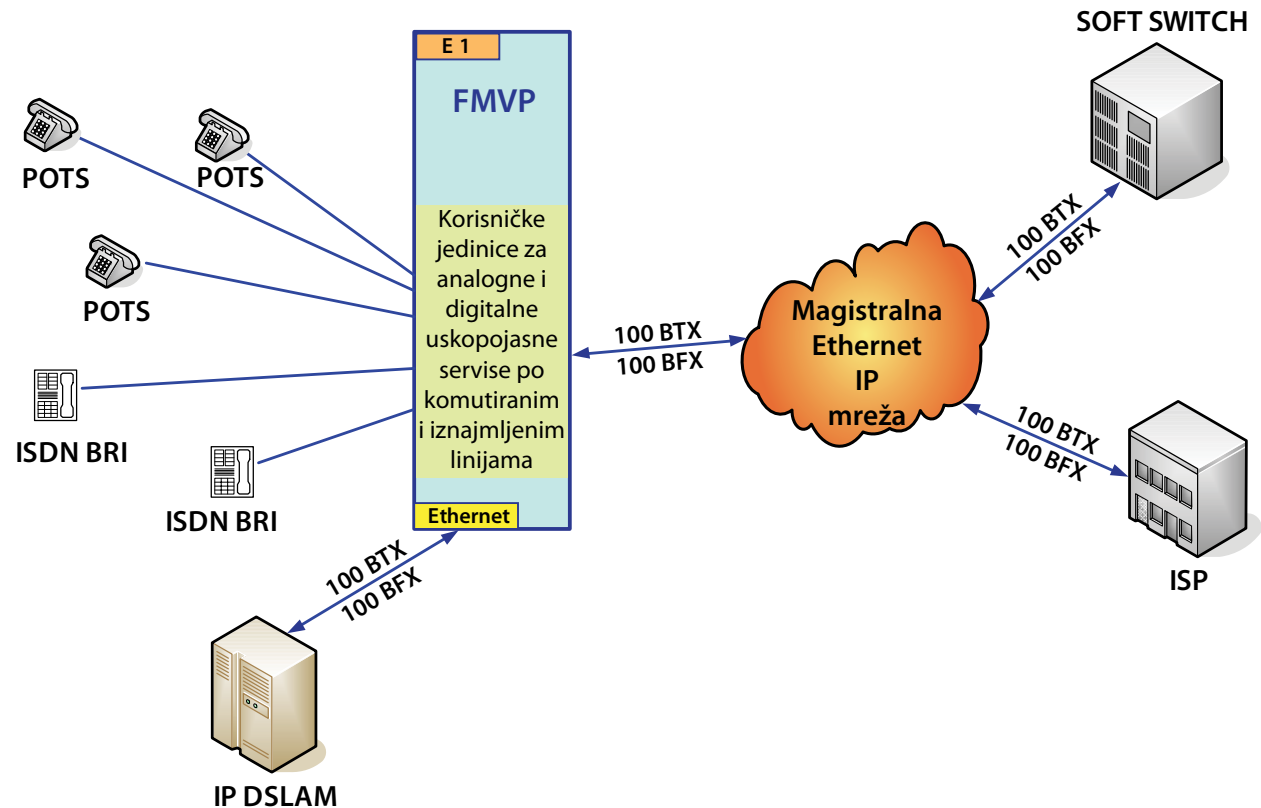 SOFT SWITCH
E 1
FMVP
POTS
POTS
POTS
ISDN BRI
ISDN BRI
Korisničke
jedinice za
analogne i
digitalne
uskopojasne
servise po
komutiranim
i iznajmljenim
linijama
Ethernet
100 BTX
100 BFX
Magistralna
Ethernet
IP
mreža
100 BTX
100 BFX
100 BTX
100 BFX
ISP
100 BTX
100 BFX
IP DSLAM